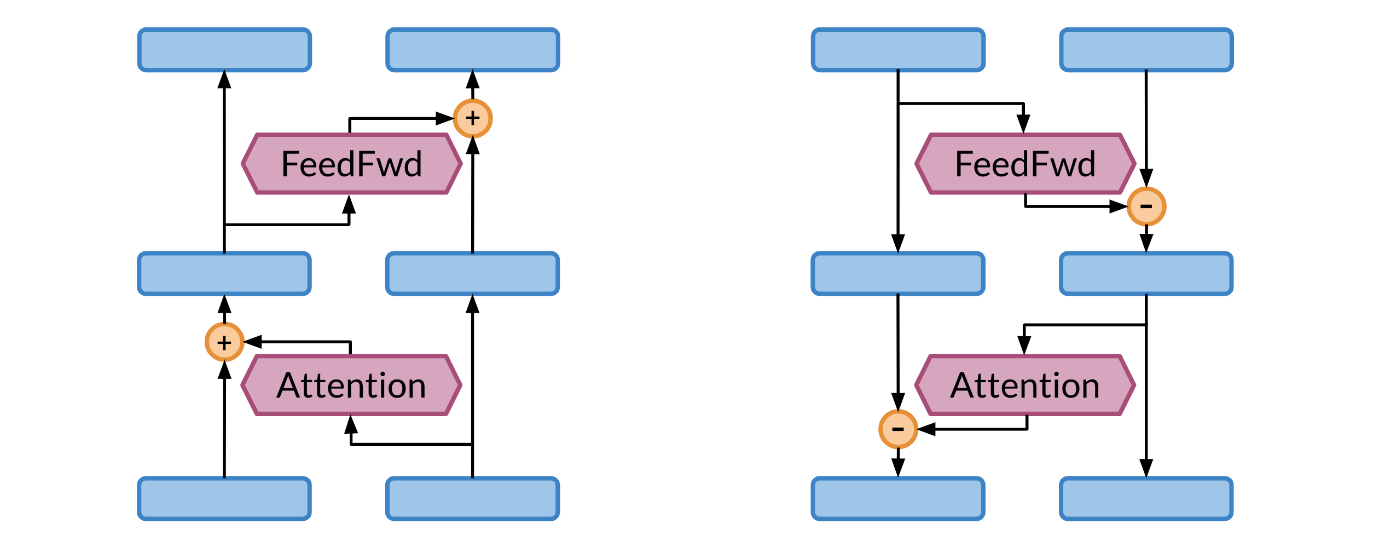 +
FeedFwd
+
Attention
FeedFwd
-
Attention
-